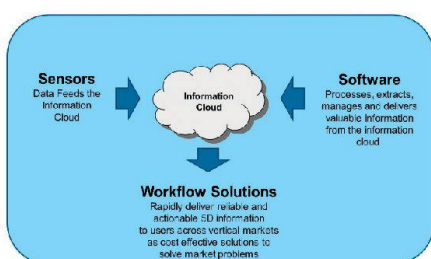 Sensors
Data Feeds the
Information
Cloud
Information
Cloud
Software
Processes, extracts,
manages and delivers
valuable information
from the information
cloud
Workflow Solutions
Rapidly deliver reliable and
actionable 5D information
to users across vertical markets
as cost effective solutions to
solve market problems